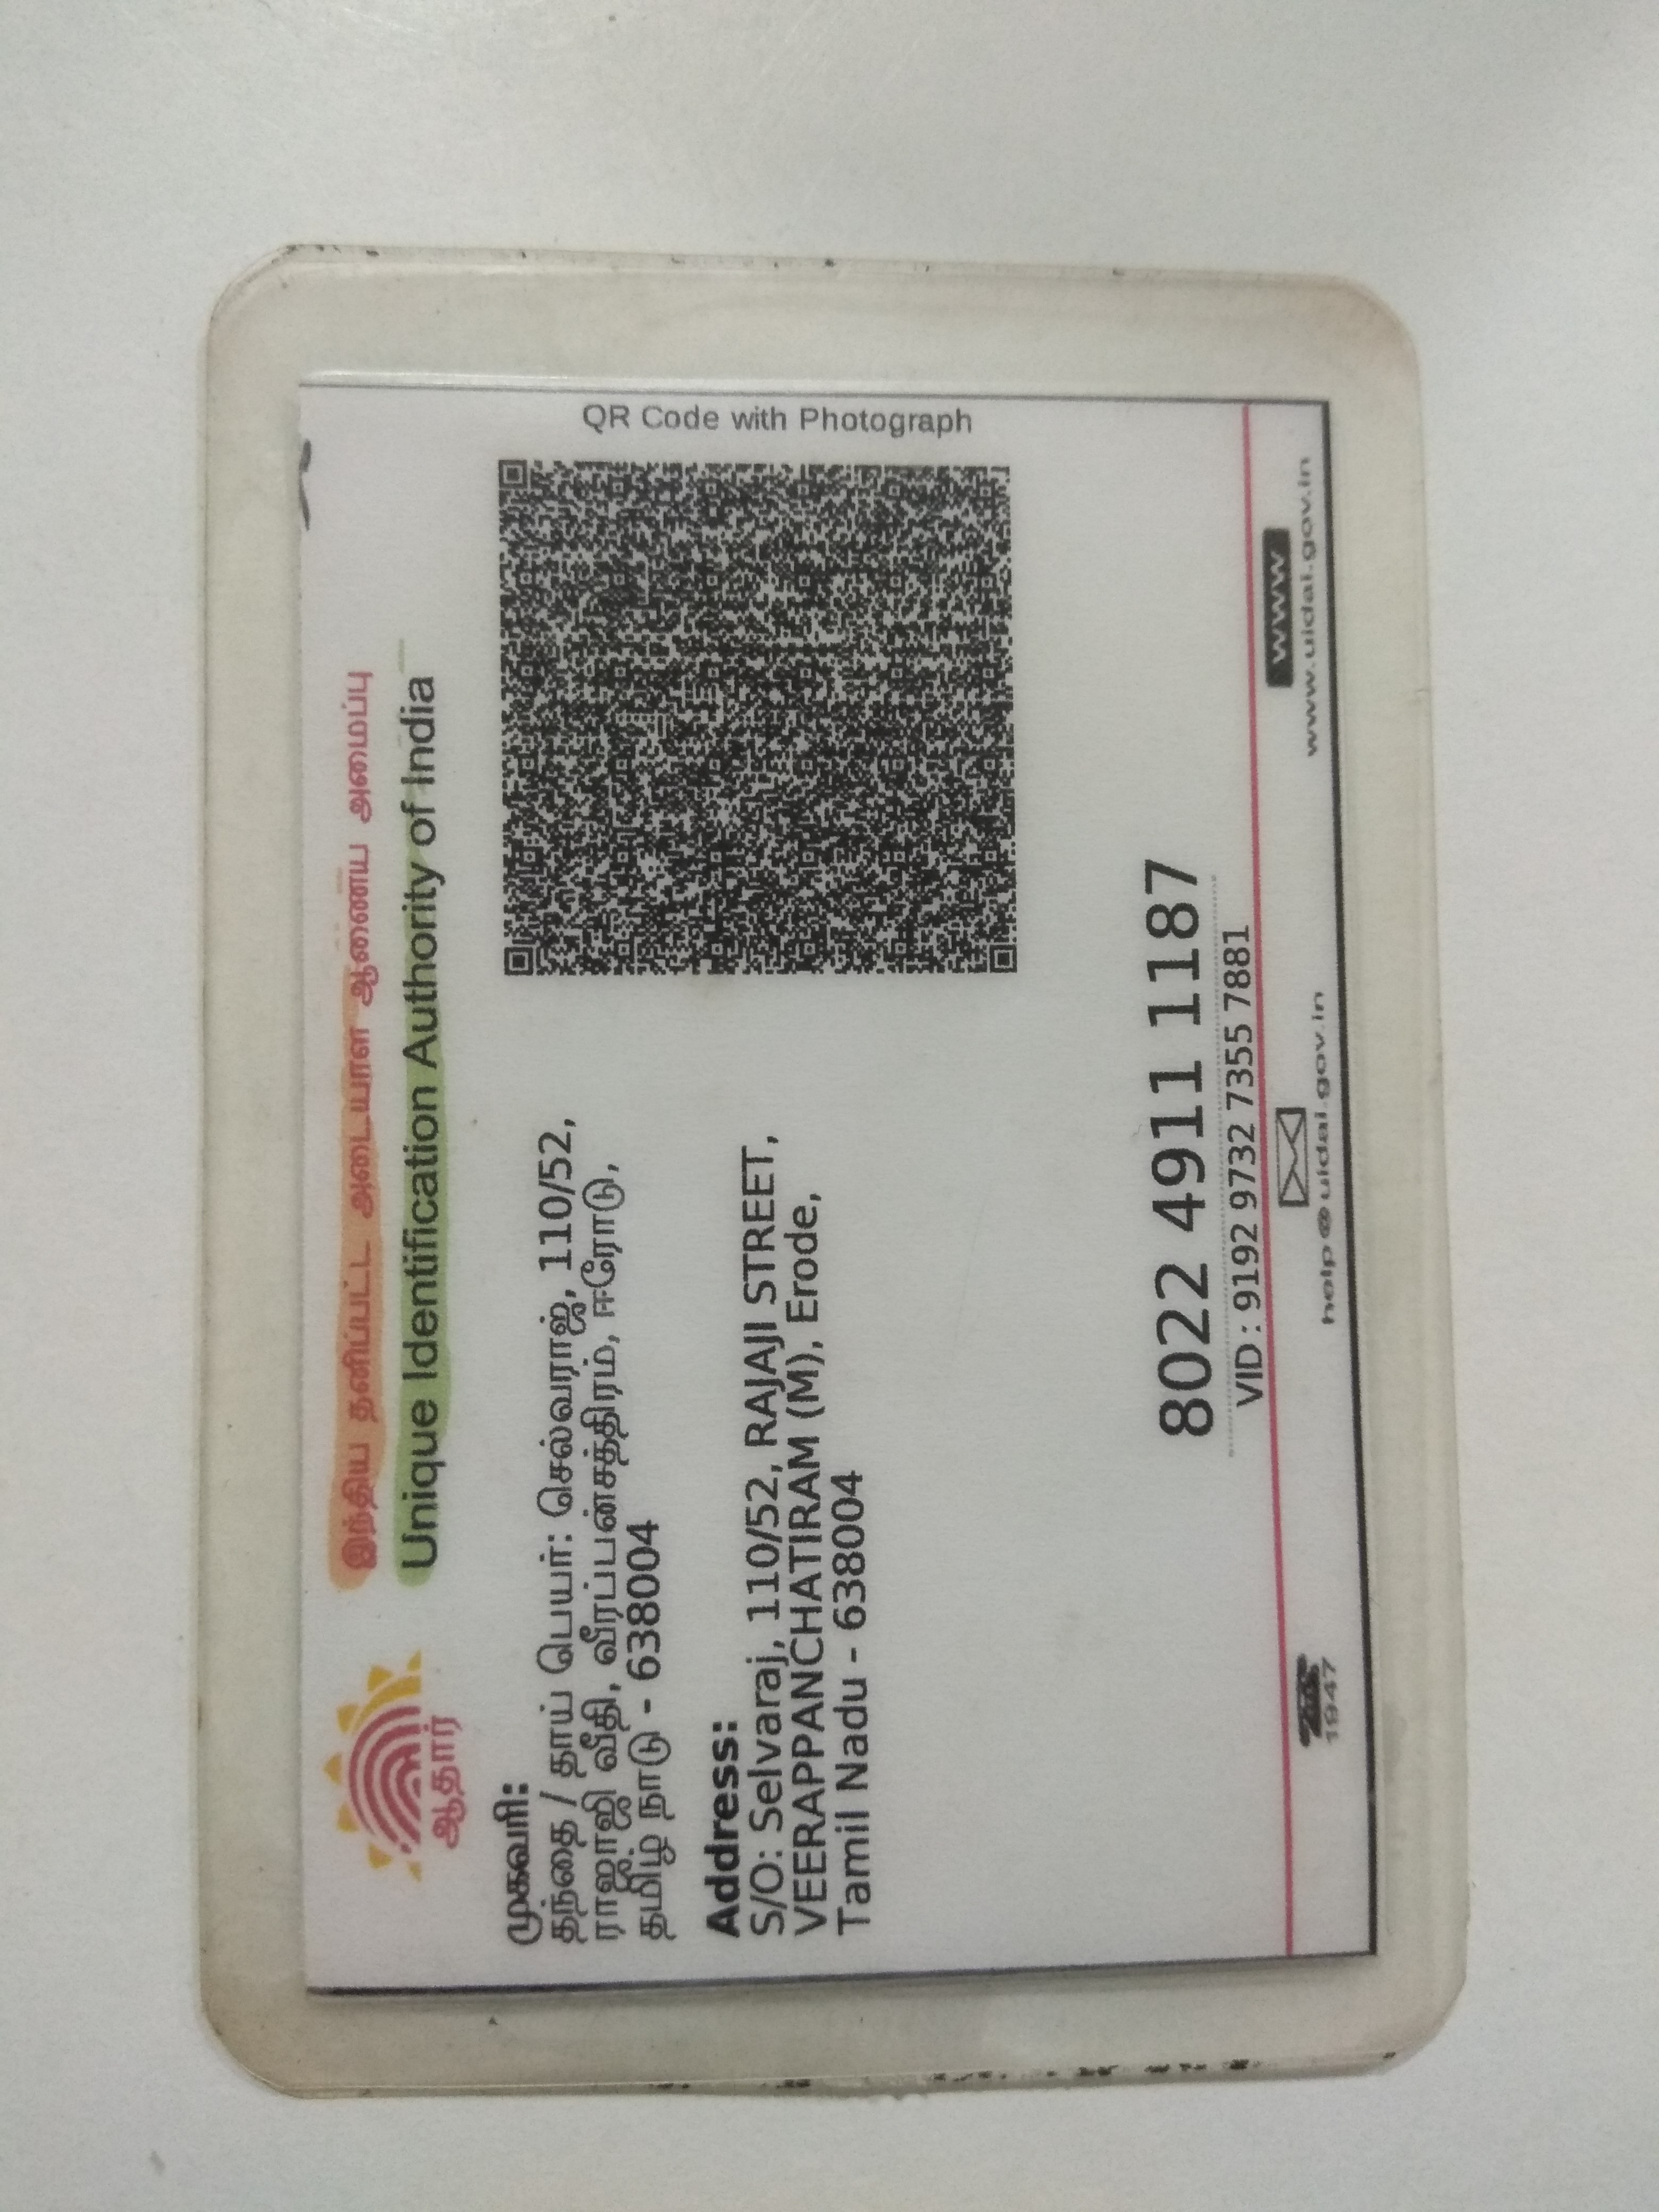 இந்திய தனிப்பட்ட அடையாள ஆணைய அமைப்பு
Unique Identification Authority of India
ஆதார்
முகவரி:
தந்தை / தாய் பெயர்: செல்வராஜ், 110/52,
ராஜாஜி வீதி, வீரப்பன்சத்திரம், ஈரோடு,
தமிழ் நாடு - 638004
Address:
S/O: Selvaraj, 110/52, RAJAJI STREET,
VEERAPPANCHATIRAM (M), Erode,
Tamil Nadu - 638004
QR Code with Photograph
8022 4911 1187
VID : 9192 9732 7355 7881
1947
help@uidai.gov.in
www
www.uidai.gov.in